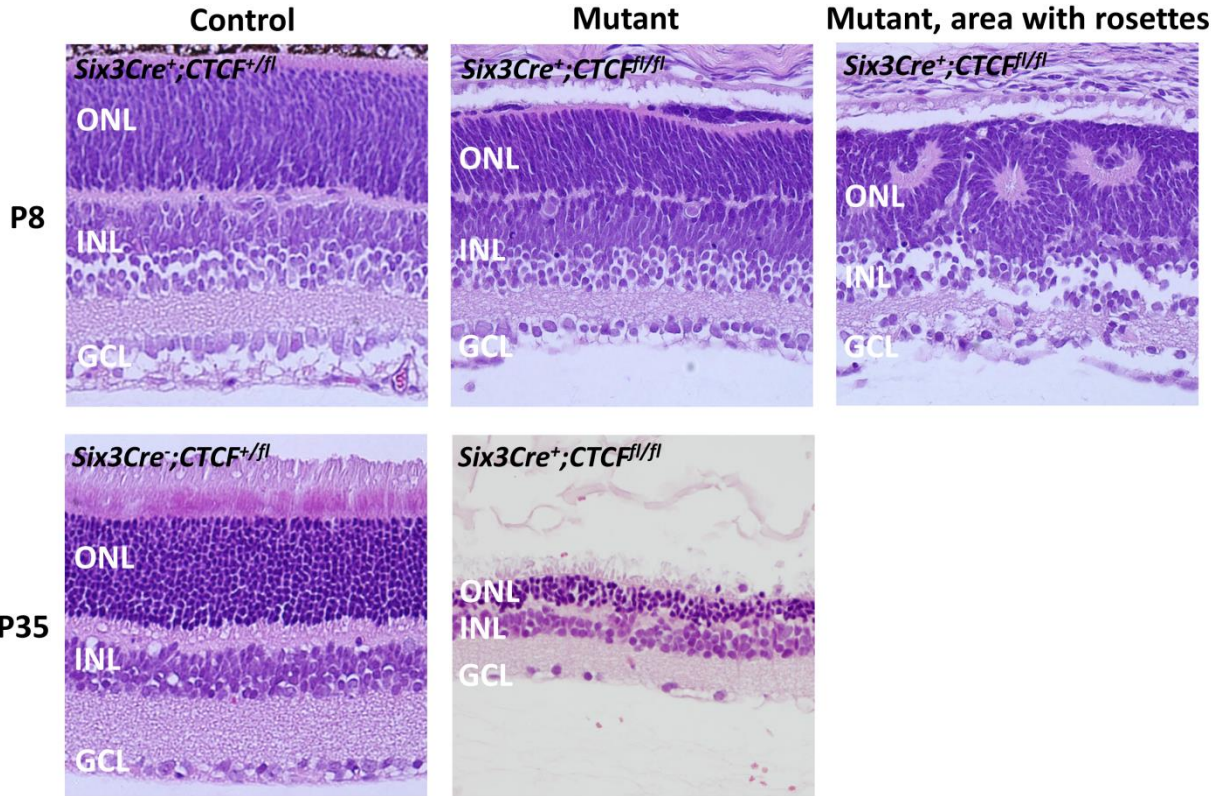 Control
Mutant
Mutant, area with rosettes
P8
Six3Cre⁺;CTCF⁺/ᶠˡ
ONL
INL
GCL
Six3Cre⁺;CTCFᶠˡ/ᶠˡ
ONL
INL
GCL
Six3Cre⁺;CTCFᶠˡ/ᶠˡ
ONL
INL
GCL
P35
Six3Cre⁻;CTCF⁺/ᶠˡ
ONL
INL
GCL
Six3Cre⁺;CTCFᶠˡ/ᶠˡ
ONL
INL
GCL